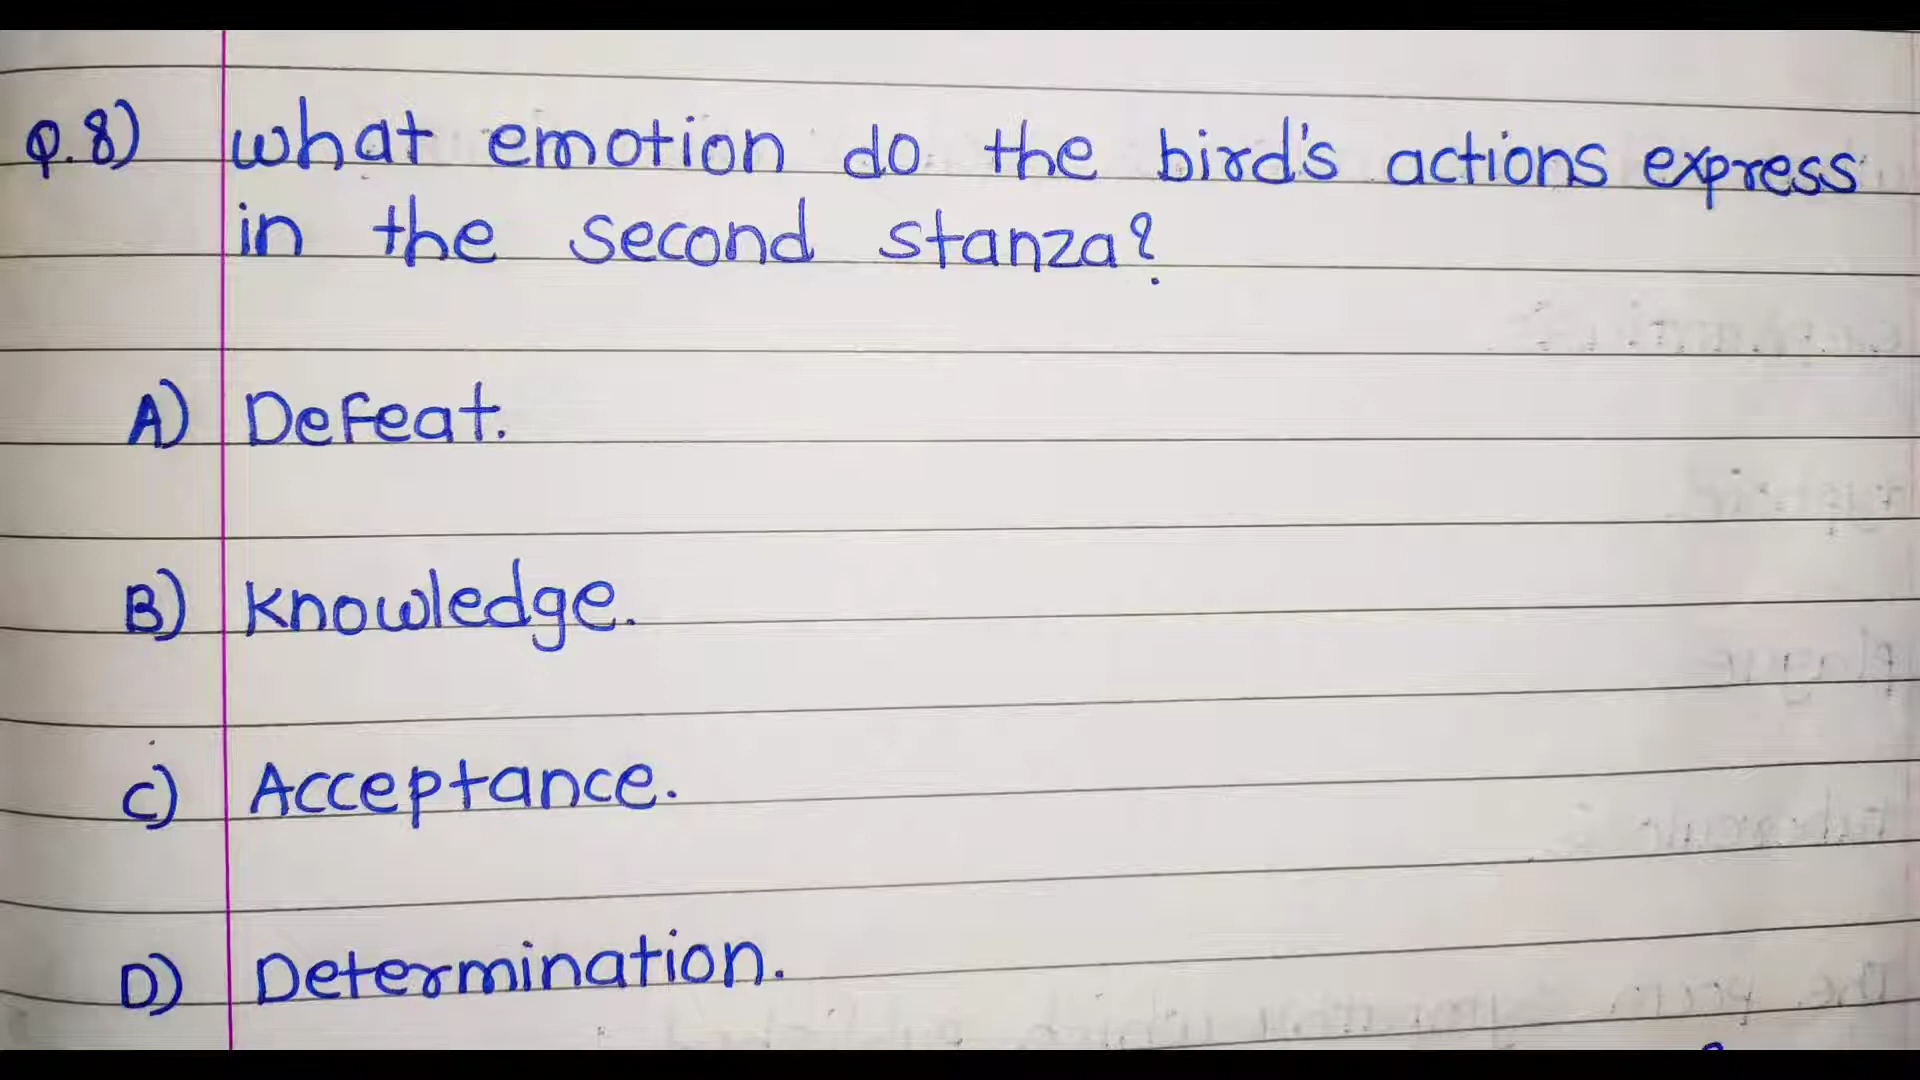 Q.8) what emotion do the bird's actions express
in the second stanza?
A) Defeat.
B) knowledge.
C) Acceptance.
D) Determination.